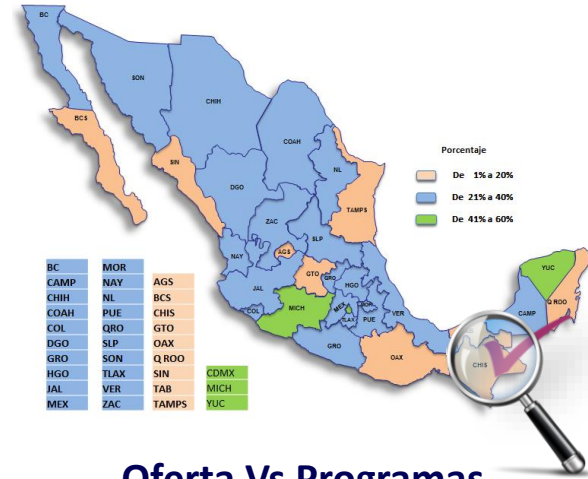 BC
SON
CHIH
BCS
COAH
NL
SIN
DGO
TAMPS
ZAC
SLP
NAY
AGS
GTO
HGO
JAL
COL
MICH
MEX
TLAX
PUE
VER
GRO
OAX
CHIS
CAMP
YUC
Q ROO
Porcentaje
De 1% a 20%
De 21% a 40%
De 41% a 60%
BC MOR
CAMP NAY AGS
CHIH NL BCS
COAH PUE CHIS
COL QRO GTO
DGO SLP OAX
GRO SON Q ROO
HGO TLAX SIN CDMX
JAL VER TAB MICH
MEX ZAC TAMPS YUC
Oferta Vs Programas